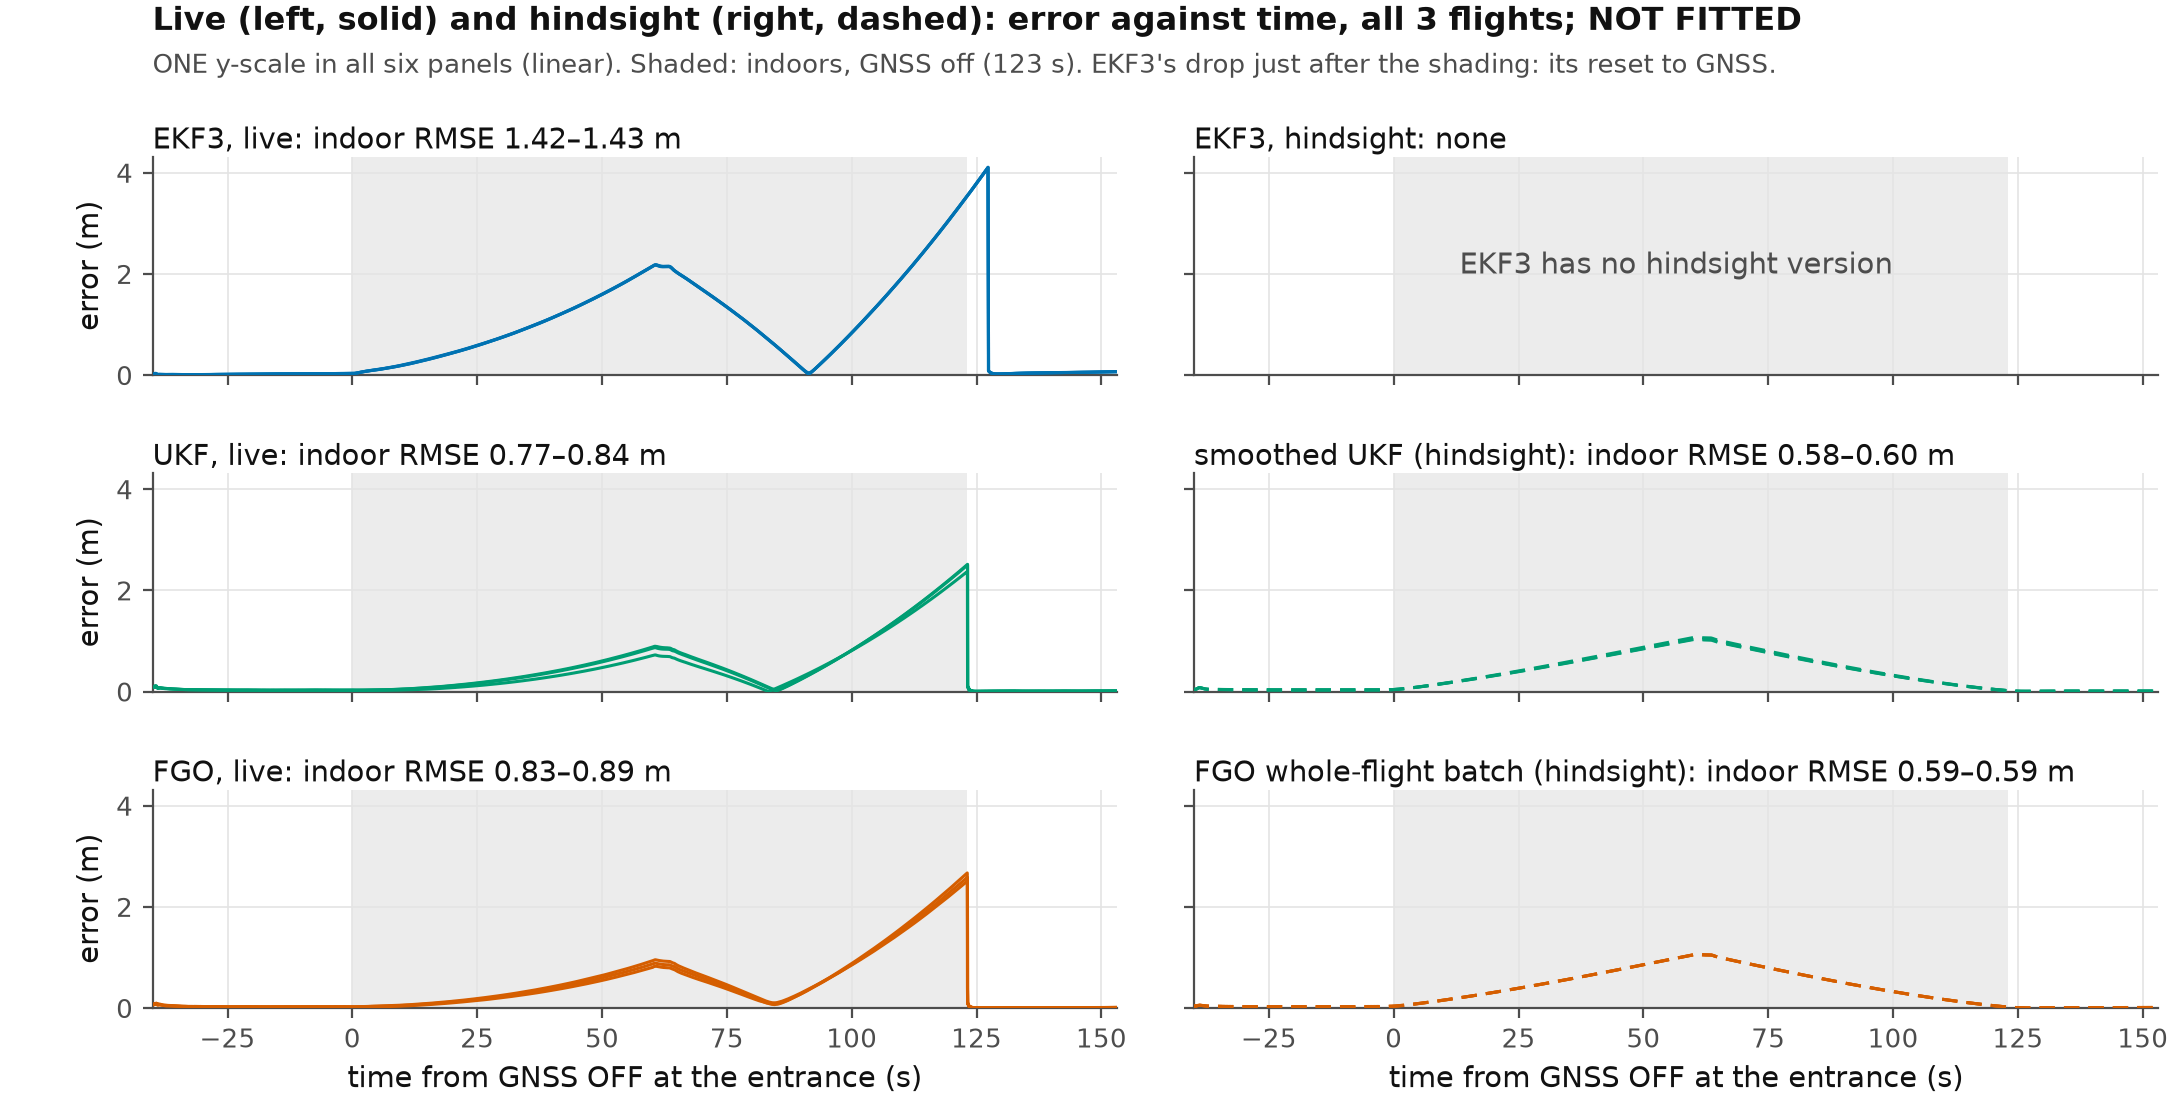 Live (left, solid) and hindsight (right, dashed): error against time, all 3 flights; NOT FITTED
ONE y-scale in all six panels (linear). Shaded: indoors, GNSS off (123 s). EKF3's drop just after the shading: its reset to GNSS.
EKF3, live: indoor RMSE 1.42–1.43 m
4
2
0
error (m)
EKF3, hindsight: none
EKF3 has no hindsight version
UKF, live: indoor RMSE 0.77–0.84 m
4
2
0
error (m)
smoothed UKF (hindsight): indoor RMSE 0.58–0.60 m
FGO, live: indoor RMSE 0.83–0.89 m
4
2
0
error (m)
−25 0 25 50 75 100 125 150
time from GNSS OFF at the entrance (s)
FGO whole-flight batch (hindsight): indoor RMSE 0.59–0.59 m
−25 0 25 50 75 100 125 150
time from GNSS OFF at the entrance (s)